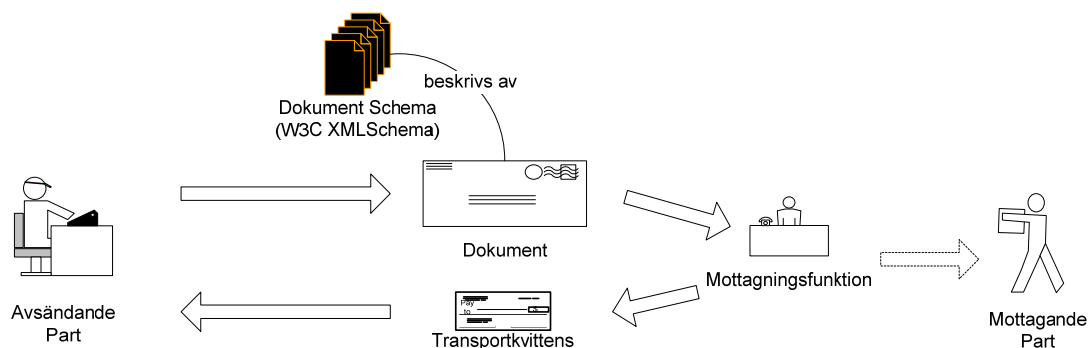 beskrivs av
Dokument Schema
(W3C XMLSchema)
Dokument
Mottagningsfunktion
Avsändande
Part
Pay
to
$
Transportkvittens
Mottagande
Part